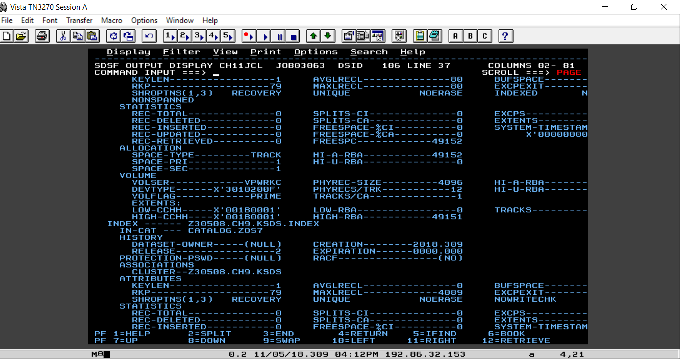 Vista TN3270 Session A
File Edit Font Transfer Macro Options Window Help
1 2 3 4 5 A B C ?
Display Filter View Print Options Search Help
SDSF OUTPUT DISPLAY CH11JCL JOB03063 DSID 106 LINE 37 COLUMNS 02- 81
COMMAND INPUT ===> SCROLL ===> PAGE
KEYLEN-----------------1 AVGLRECL--------------80 BUFSPACE------
RKP-------------------79 MAXLRECL--------------80 EXCPEXIT------
SHROPTNS(1,3) RECOVERY UNIQUE NOERASE INDEXED N
NONSPANNED
STATISTICS
REC-TOTAL--------------0 SPLITS-CI--------------0 EXCPS---------
REC-DELETED------------0 SPLITS-CA--------------0 EXTENTS-------
REC-INSERTED-----------0 FREESPACE-%CI----------0 SYSTEM-TIMESTAM
REC-UPDATED------------0 FREESPACE-%CA----------0 X'00000000
REC-RETRIEVED----------0 FREESPC------------49152
ALLOCATION
SPACE-TYPE---------TRACK HI-A-RBA-----------49152
SPACE-PRI--------------1 HI-U-RBA---------------0
SPACE-SEC--------------1
VOLUME
VOLSER------------VPWRKC PHYREC-SIZE---------4096 HI-A-RBA------
DEVTYPE------X'3010200F' PHYRECS/TRK-----------12 HI-U-RBA------
VOLFLAG------------PRIME TRACKS/CA--------------1
EXTENTS:
LOW-CCHH-----X'00180001' LOW-RBA----------------0 TRACKS--------
HIGH-CCHH----X'00180001' HIGH-RBA-----------49151
INDEX ------ Z30588.CH9.KSDS.INDEX
IN-CAT --- CATALOG.ZOS7
HISTORY
DATASET-OWNER-----(NULL) CREATION--------2018.309
RELEASE----------------2 EXPIRATION------0000.000
PROTECTION-PSWD-----(NULL) RACF----------------(NO)
ASSOCIATIONS
CLUSTER--Z30588.CH9.KSDS
ATTRIBUTES
KEYLEN-----------------1 AVGLRECL---------------0 BUFSPACE------
RKP-------------------79 MAXLRECL------------4089 EXCPEXIT------
SHROPTNS(1,3) RECOVERY UNIQUE NOERASE NOWRITECHK
STATISTICS
REC-TOTAL--------------0 SPLITS-CI--------------0 EXCPS---------
REC-DELETED------------0 SPLITS-CA--------------0 EXTENTS-------
REC-INSERTED-----------0 FREESPACE-%CI----------0 SYSTEM-TIMESTAM
PF 1=HELP 2=SPLIT 3=END 4=RETURN 5=IFIND 6=BOOK
PF 7=UP 8=DOWN 9=SWAP 10=LEFT 11=RIGHT 12=RETRIEVE
0.2 11/05/18.309 04:12PM 192.86.32.153 a 4,21